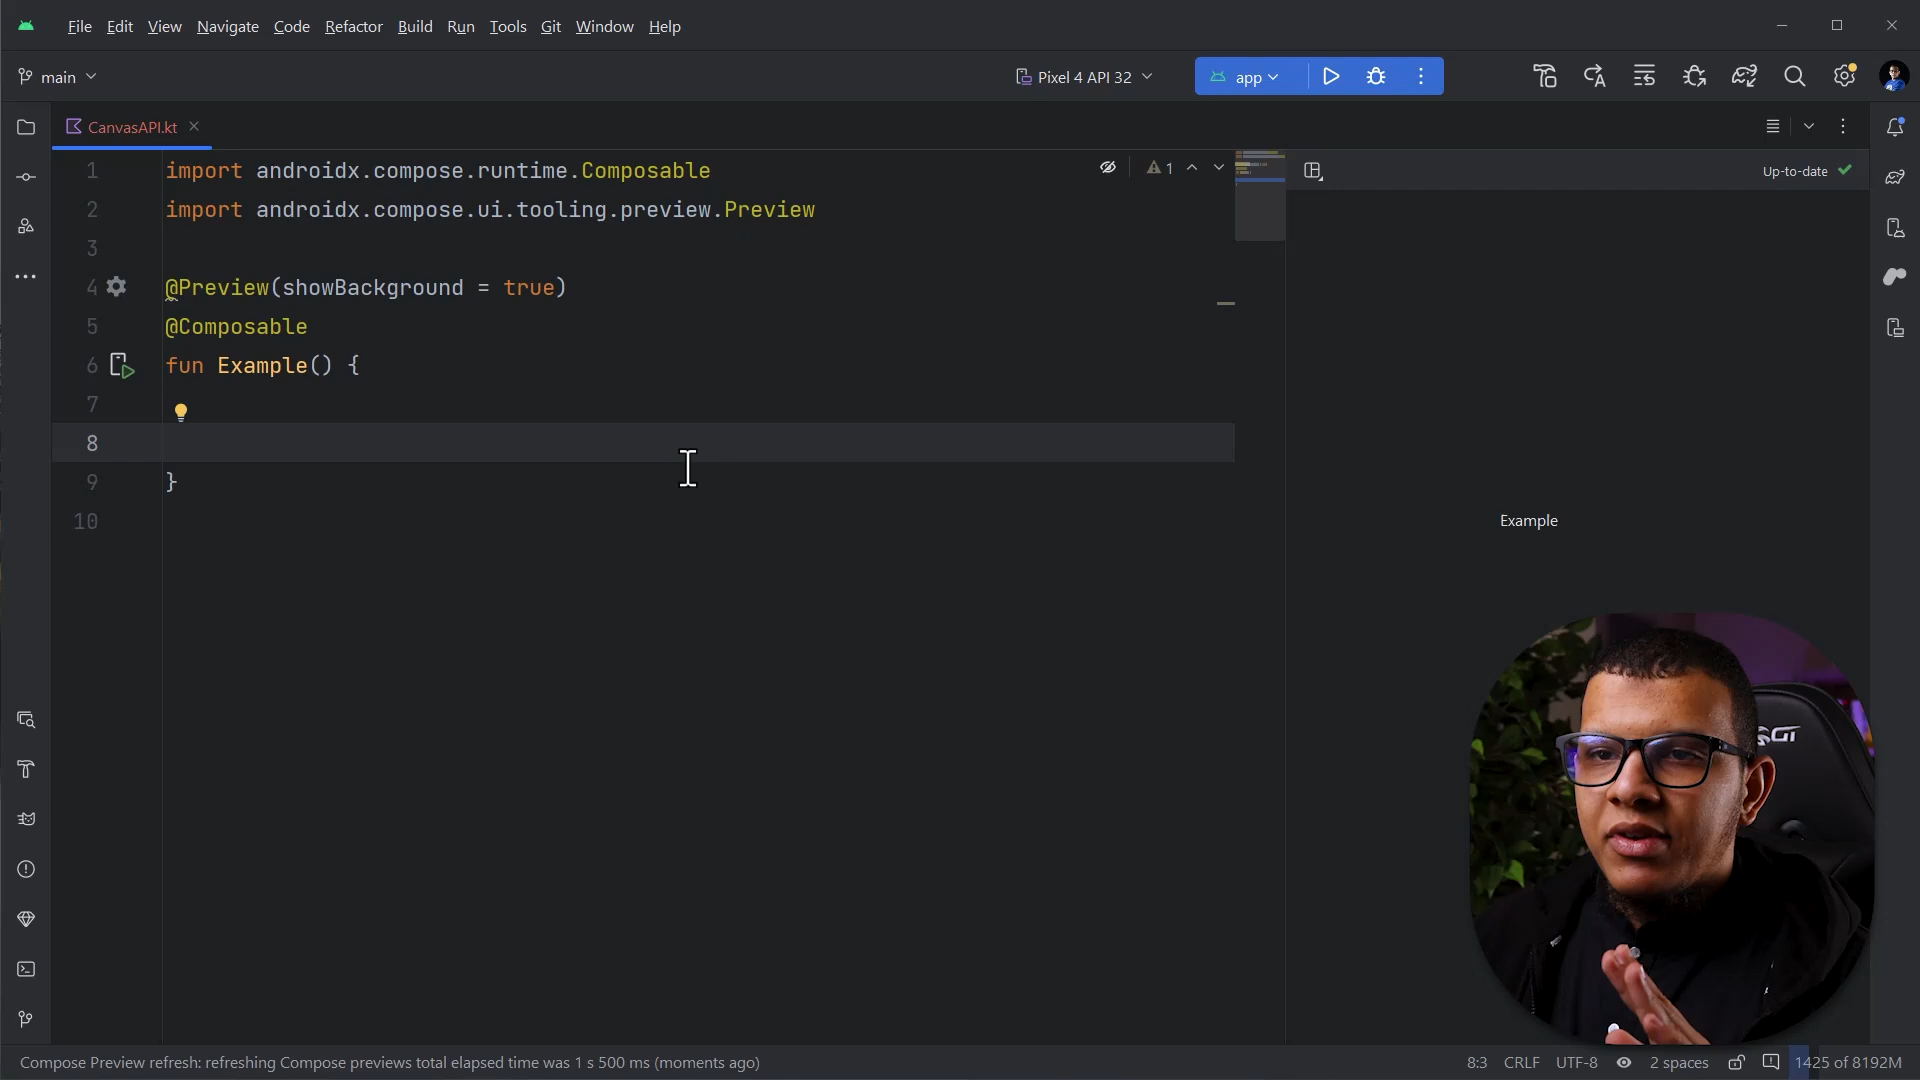 File Edit View Navigate Code Refactor Build Run Tools Git Window Help
main Pixel 4 API 32 app
CanvasAPI.kt
1 import androidx.compose.runtime.Composable
2 import androidx.compose.ui.tooling.preview.Preview
3
4 @Preview(showBackground = true)
5 @Composable
6 fun Example() {
7
8
9 }
10
1
Up-to-date
Example
GT
Compose Preview refresh: refreshing Compose previews total elapsed time was 1 s 500 ms (moments ago) 8:3 CRLF UTF-8 2 spaces 1425 of 8192M